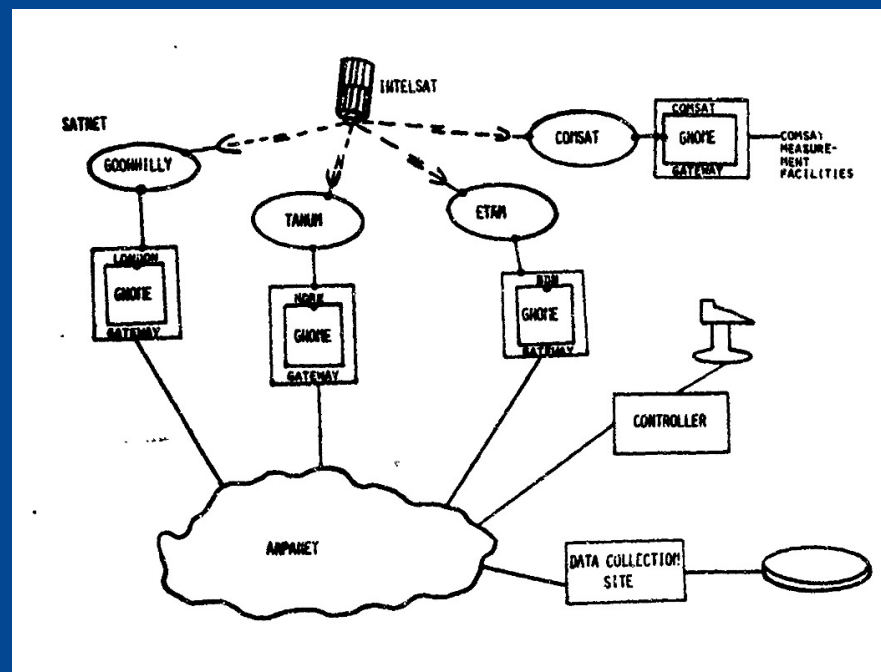 INTELSAT
SATNET
GOONHILLY
TANUM
ETAM
COMSAT
COMSAT
GNOME
GATEWAY
COMSAT
MEASURE-
MENT
FACILITIES
LONDON
GNOME
GATEWAY
GNOME
GATEWAY
BBN
GNOME
GATEWAY
CONTROLLER
ARPANET
DATA COLLECTION
SITE